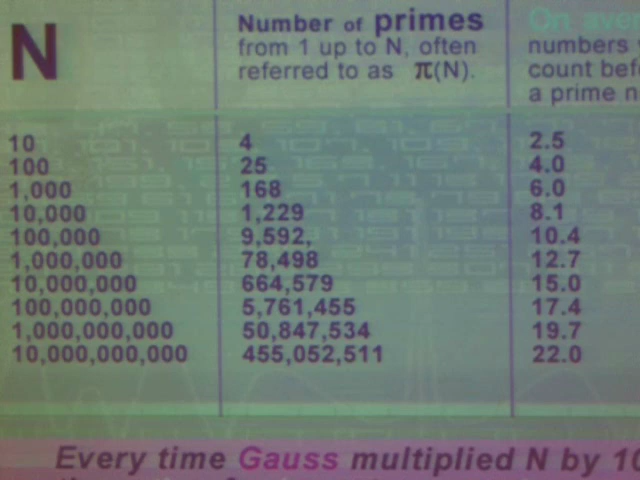 N
Number of primes
from 1 up to N, often
referred to as π(N).
On
numbers
count
a prime
10 4 2.5
100 25 4.0
1,000 168 6.0
10,000 1,229 8.1
100,000 9,592, 10.4
1,000,000 78,498 12.7
10,000,000 664,579 15.0
100,000,000 5,761,455 17.4
1,000,000,000 50,847,534 19.7
10,000,000,000 455,052,511 22.0
Every time Gauss multiplied N by 10